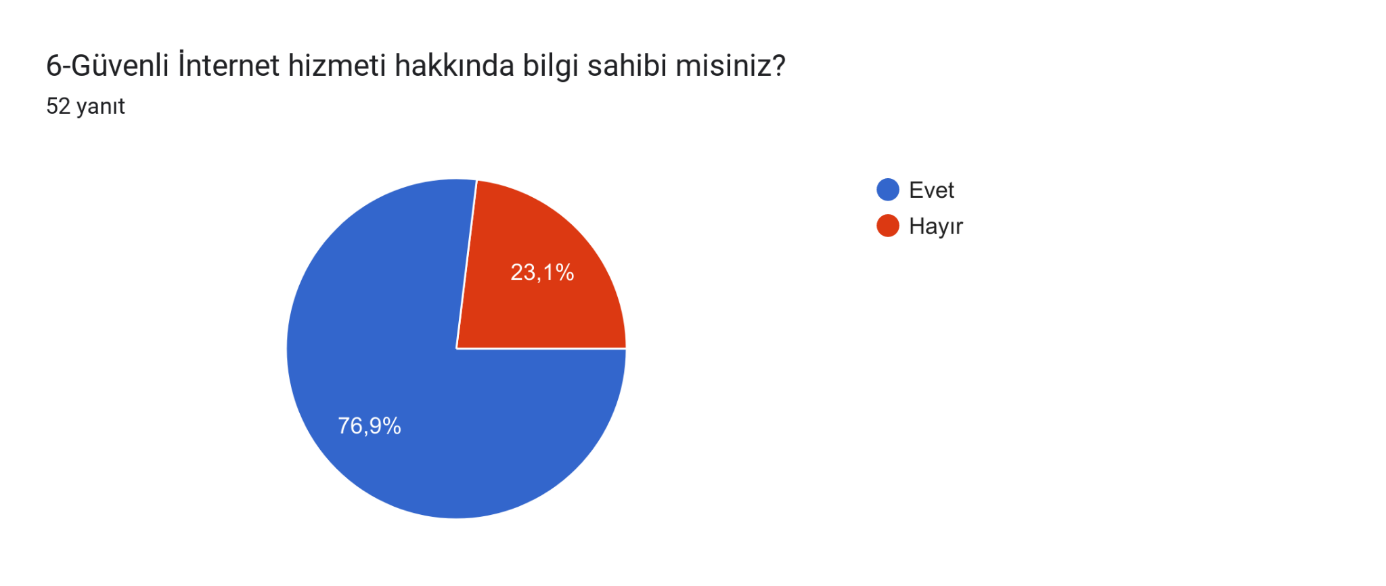 6-Güvenli İnternet hizmeti hakkında bilgi sahibi misiniz?
52 yanıt
Evet
Hayır
23,1%
76,9%